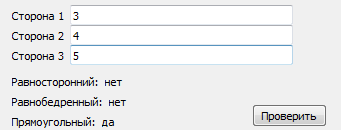 Сторона 1 3
Сторона 2 4
Сторона 3 5
Равносторонний: нет
Равнобедренный: нет
Прямоугольный: да
Проверить